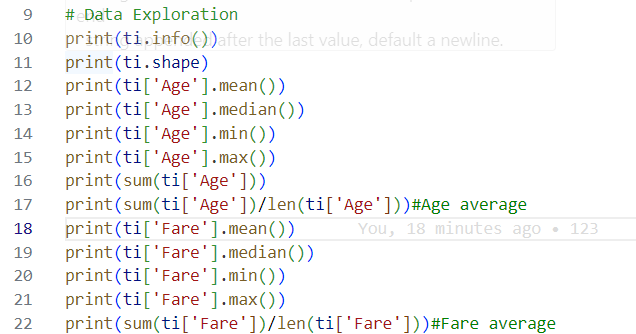 9 # Data Exploration
10 print(ti.info())
after the last value, default a newline.
11 print(ti.shape)
12 print(ti['Age'].mean())
13 print(ti['Age'].median())
14 print(ti['Age'].min())
15 print(ti['Age'].max())
16 print(sum(ti['Age']))
17 print(sum(ti['Age'])/len(ti['Age']))#Age average
18 print(ti['Fare'].mean()) You, 18 minutes ago • 123
19 print(ti['Fare'].median())
20 print(ti['Fare'].min())
21 print(ti['Fare'].max())
22 print(sum(ti['Fare'])/len(ti['Fare']))#Fare average